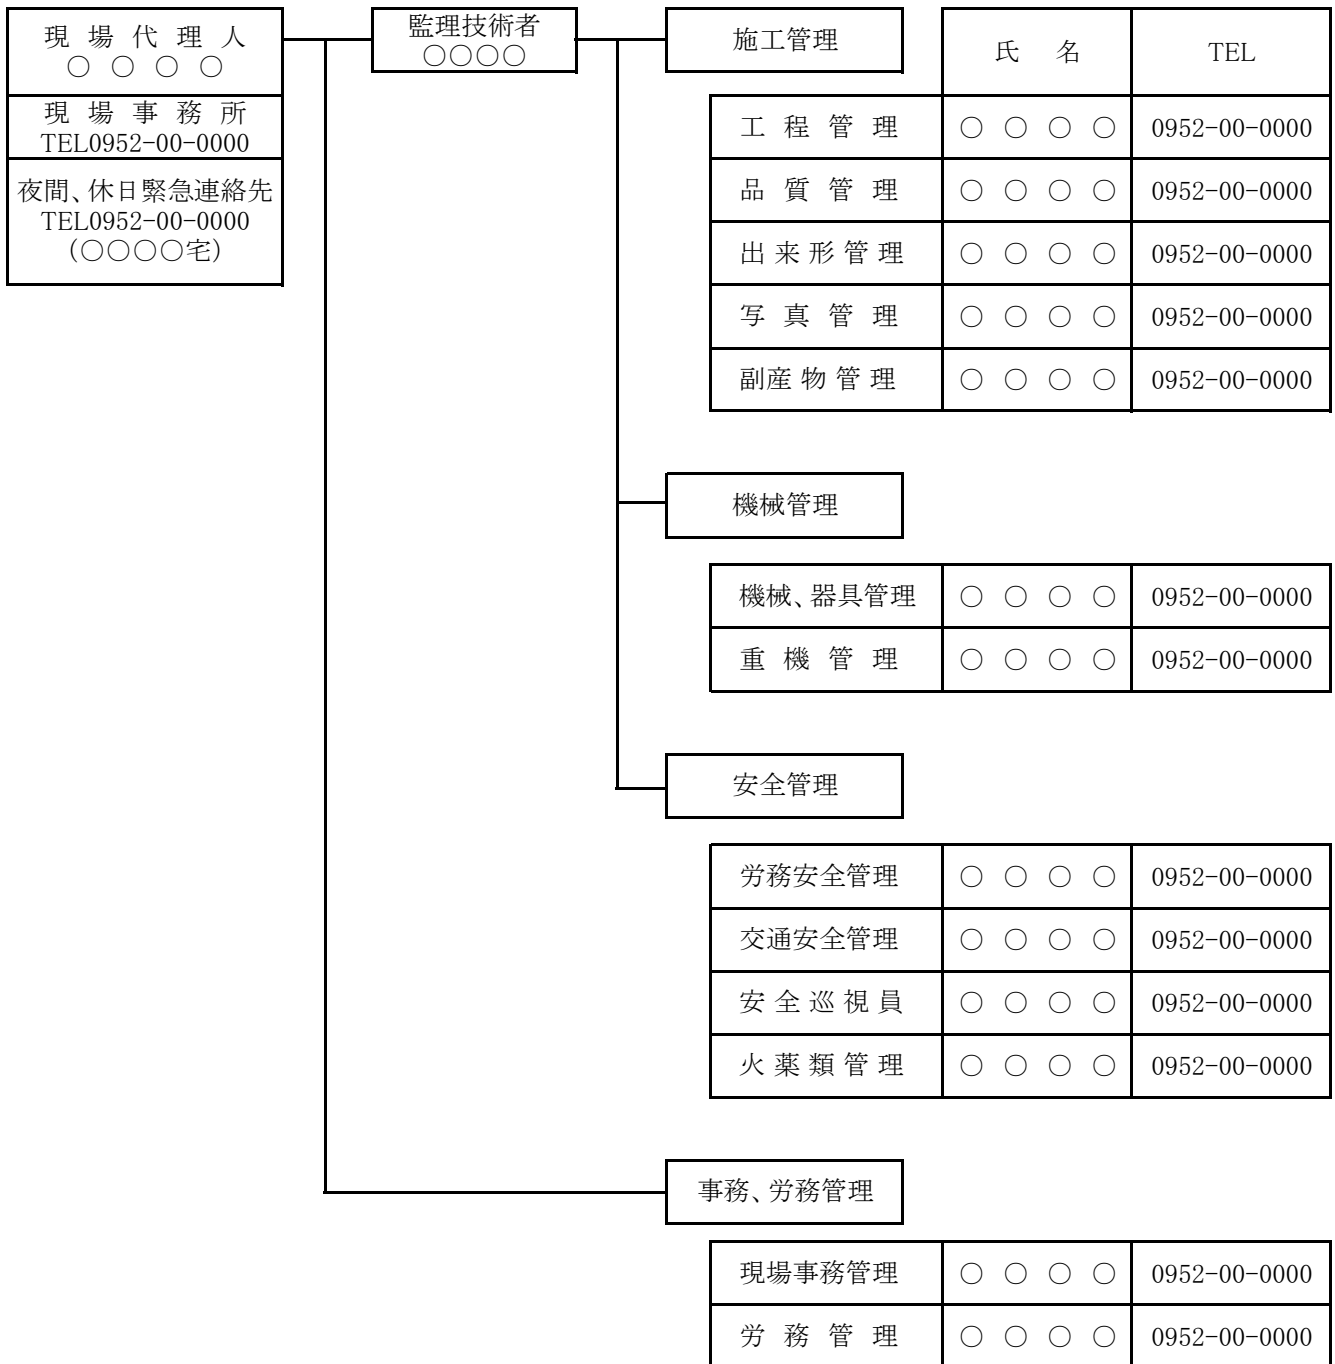 現場代理人
○○○○
現場事務所
TEL0952-00-0000
夜間、休日緊急連絡先
TEL0952-00-0000
(○○○○宅)
監理技術者
○○○○
施工管理
氏名 TEL
工程管理 ○○○○ 0952-00-0000
品質管理 ○○○○ 0952-00-0000
出来形管理 ○○○○ 0952-00-0000
写真管理 ○○○○ 0952-00-0000
副産物管理 ○○○○ 0952-00-0000
機械管理
機械、器具管理 ○○○○ 0952-00-0000
重機管理 ○○○○ 0952-00-0000
安全管理
労務安全管理 ○○○○ 0952-00-0000
交通安全管理 ○○○○ 0952-00-0000
安全巡視員 ○○○○ 0952-00-0000
火薬類管理 ○○○○ 0952-00-0000
事務、労務管理
現場事務管理 ○○○○ 0952-00-0000
労務管理 ○○○○ 0952-00-0000